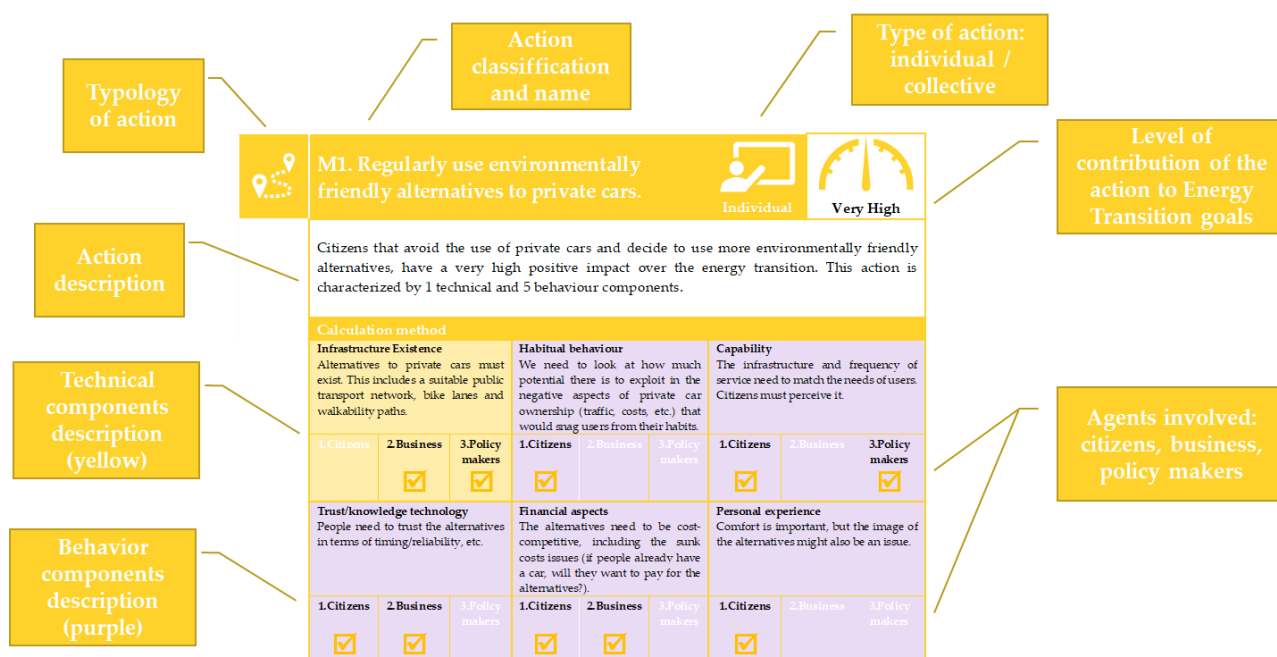 Typology
of action
Action
classiffication
and name
Type of action:
individual /
collective
Level of
contribution of the
action to Energy
Transition goals
M1. Regularly use environmentally
friendly alternatives to private cars.
Individual
Very High
Action
description
Citizens that avoid the use of private cars and decide to use more environmentally friendly
alternatives, have a very high positive impact over the energy transition. This action is
characterized by 1 technical and 5 behaviour components.
Calculation method
Technical
components
description
(yellow)
Infrastructure Existence
Alternatives to private cars must
exist. This includes a suitable public
transport network, bike lanes and
walkability paths.
Habitual behaviour
We need to look at how much
potential there is to exploit in the
negative aspects of private car
ownership (traffic, costs, etc.) that
would snag users from their habits.
Capability
The infrastructure and frequency of
service need to match the needs of users.
Citizens must perceive it.
1.Citizens
2.Business
3.Policy
makers
1.Citizens
2.Business
3.Policy
makers
1.Citizens
2.Business
3.Policy
makers
Agents involved:
citizens, business,
policy makers
Behavior
components
description
(purple)
Trust/knowledge technology
People need to trust the alternatives
in terms of timing/reliability, etc.
Financial aspects
The alternatives need to be cost-
competitive, including the sunk
costs issues (if people already have
a car, will they want to pay for the
alternatives?).
Personal experience
Comfort is important, but the image of
the alternatives might also be an issue.
1.Citizens
2.Business
3.Policy
makers
1.Citizens
2.Business
3.Policy
makers
1.Citizens
2.Business
3.Policy
makers